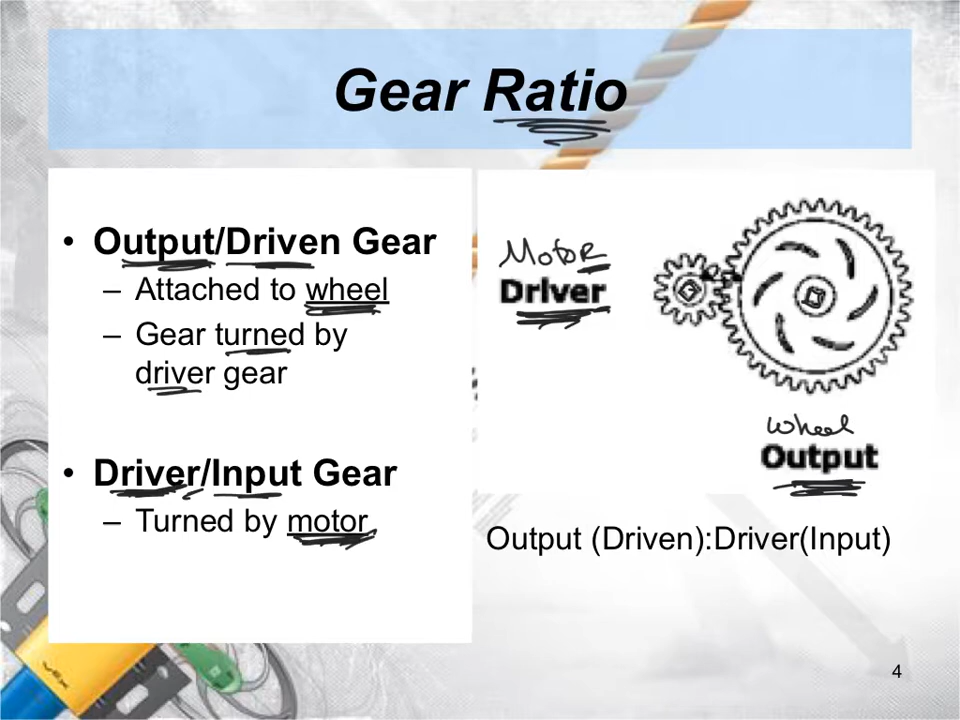 Gear Ratio
• Output/Driven Gear
– Attached to wheel
– Gear turned by
driver gear
• Driver/Input Gear
– Turned by motor
Motor
Driver
wheel
Output
Output (Driven):Driver(Input)
4